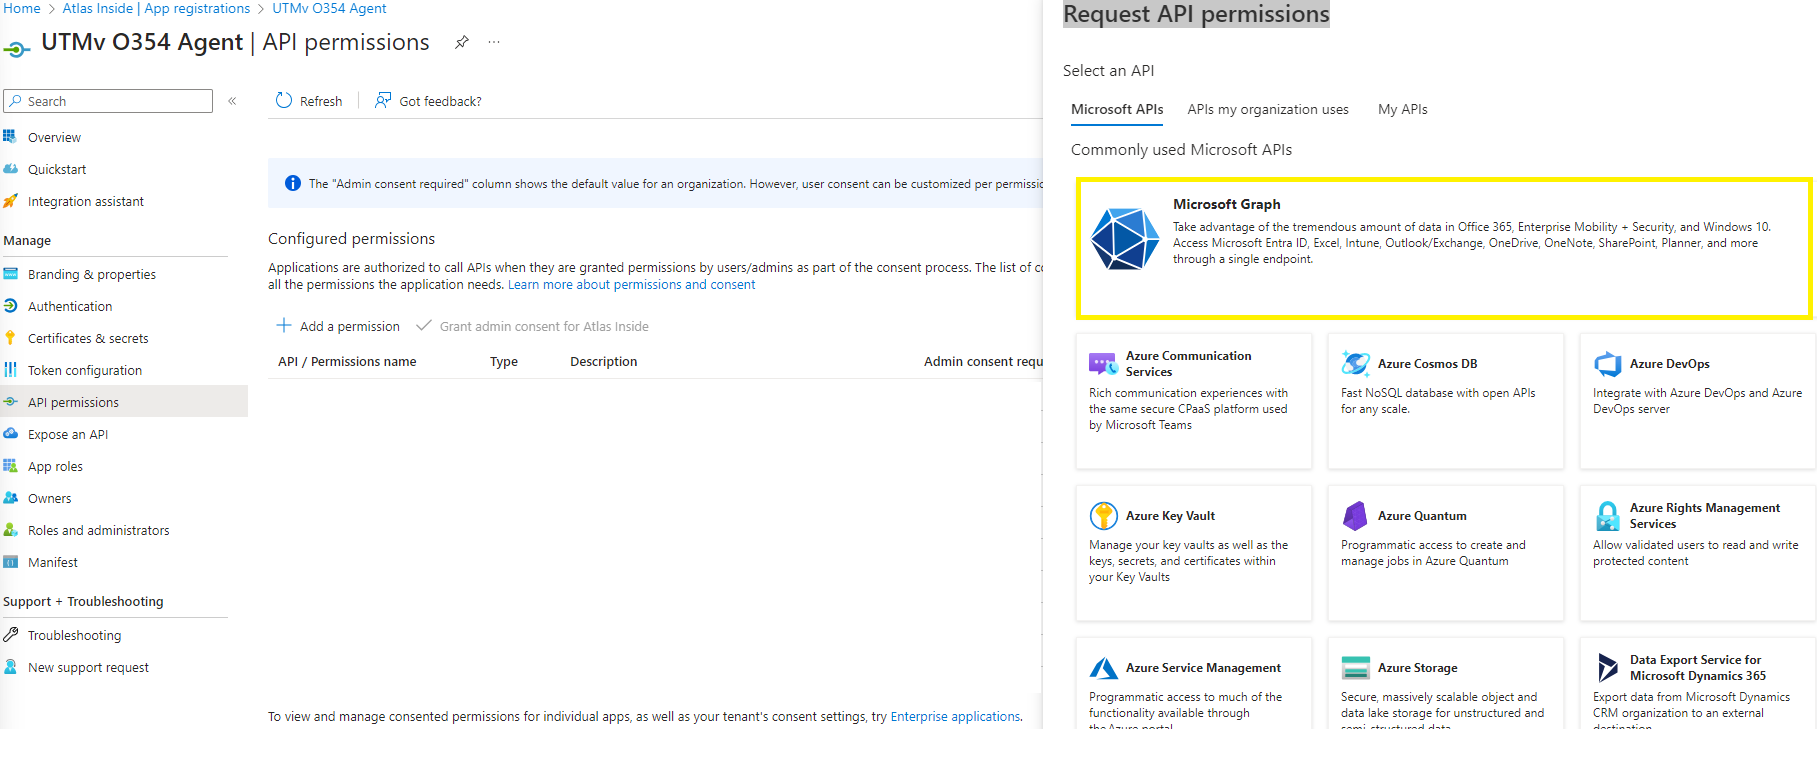 Home > Atlas Inside | App registrations > UTMv O354 Agent
UTMv O354 Agent | API permissions
Search
«
Overview
Quickstart
Integration assistant
Manage
Branding & properties
Authentication
Certificates & secrets
Token configuration
API permissions
Expose an API
App roles
Owners
Roles and administrators
Manifest
Support + Troubleshooting
Troubleshooting
New support request
Refresh
Got feedback?
The "Admin consent required" column shows the default value for an organization. However, user consent can be customized per permissic
Configured permissions
Applications are authorized to call APIs when they are granted permissions by users/admins as part of the consent process. The list of co
all the permissions the application needs. Learn more about permissions and consent
Add a permission
Grant admin consent for Atlas Inside
API / Permissions name
Type
Description
Admin consent requ
To view and manage consented permissions for individual apps, as well as your tenant's consent settings, try Enterprise applications.
Request API permissions
Select an API
Microsoft APIs
APIs my organization uses
My APIs
Commonly used Microsoft APIs
Microsoft Graph
Take advantage of the tremendous amount of data in Office 365, Enterprise Mobility + Security, and Windows 10.
Access Microsoft Entra ID, Excel, Intune, Outlook/Exchange, OneDrive, OneNote, SharePoint, Planner, and more
through a single endpoint.
Azure Communication
Services
Rich communication experiences with
the same secure CPaaS platform used
by Microsoft Teams
Azure Cosmos DB
Fast NoSQL database with open APIs
for any scale.
Azure DevOps
Integrate with Azure DevOps and Azure
DevOps server
Azure Key Vault
Manage your key vaults as well as the
keys, secrets, and certificates within
your Key Vaults
Azure Quantum
Programmatic access to create and
manage jobs in Azure Quantum
Azure Rights Management
Services
Allow validated users to read and write
protected content
Azure Service Management
Programmatic access to much of the
functionality available through
the Azure portal
Azure Storage
Secure, massively scalable object and
data lake storage for unstructured and
semi-structured data
Data Export Service for
Microsoft Dynamics 365
Export data from Microsoft Dynamics
CRM organization to an external
destination